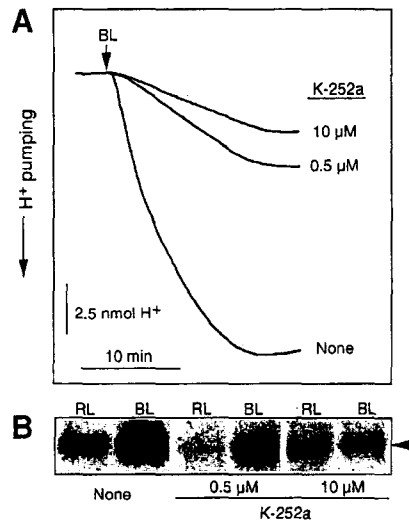 A
BL
K-252a
10 µM
0.5 µM
H⁺ pumping
2.5 nmol H⁺
10 min
None
B
RL BL RL BL RL BL
None 0.5 µM 10 µM
K-252a